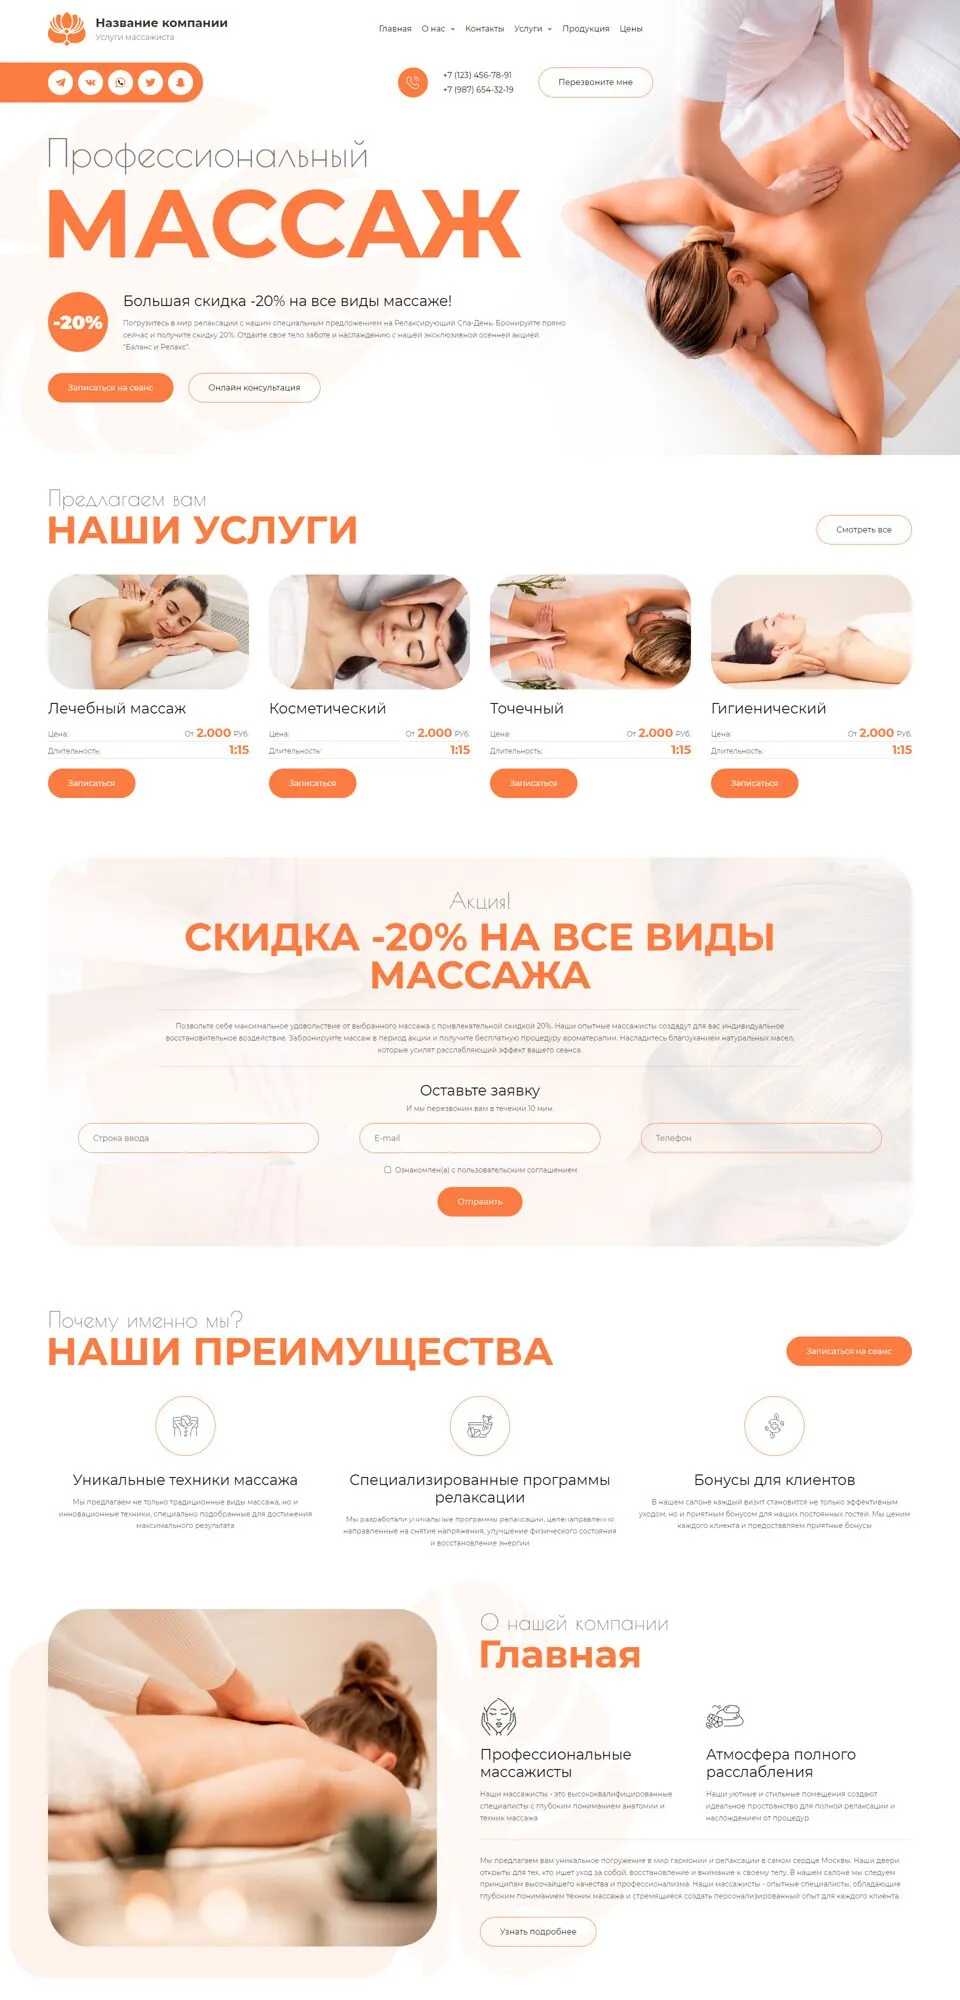 Название компании
Услуги массажиста
Главная О нас Контакты Услуги Продукция Цены
+7 (123) 456-78-91
+7 (987) 654-32-19
Перезвоните мне
Профессиональный
МАССАЖ
-20%
Большая скидка -20% на все виды массаже!
Погрузитесь в мир релаксации с нашим специальным предложением на Релаксирующий Спа-День. Бронируйте прямо
сейчас и получите скидку 20%. Отдайте свое тело заботе и наслаждению с нашей эксклюзивной осенней акцией
"Баланс и Релакс".
Записаться на сеанс
Онлайн консультация
Предлагаем вам
НАШИ УСЛУГИ
Смотреть все
Лечебный массаж
Цена: От 2.000 РУБ.
Длительность: 1:15
Записаться
Косметический
Цена: От 2.000 РУБ.
Длительность: 1:15
Записаться
Точечный
Цена: От 2.000 РУБ.
Длительность: 1:15
Записаться
Гигиенический
Цена: От 2.000 РУБ.
Длительность: 1:15
Записаться
Акция!
СКИДКА -20% НА ВСЕ ВИДЫ
МАССАЖА
Позвольте себе максимальное удовольствие от выбранного массажа с привлекательной скидкой 20%. Наши опытные массажисты создадут для вас индивидуальное
восстановительное воздействие. Забронируйте массаж в период акции и получите бесплатную процедуру ароматерапии. Насладитесь благоуханием натуральных масел,
которые усилят расслабляющий эффект вашего сеанса.
Оставьте заявку
И мы перезвоним вам в течении 10 мин.
Строка ввода
E-mail
Телефон
Ознакомлен(а) с пользовательским соглашением
Отправить
Почему именно мы?
НАШИ ПРЕИМУЩЕСТВА
Записаться на сеанс
Уникальные техники массажа
Мы предлагаем не только традиционные виды массажа, но и
инновационные техники, специально подобранные для достижения
максимального результата
Специализированные программы
релаксации
Мы разработали уникальные программы релаксации, целенаправленно
направленные на снятие напряжения, улучшение физического состояния
и восстановление энергии
Бонусы для клиентов
В нашем салоне каждый визит становится не только эффективным
уходом, но и приятным бонусом для наших постоянных гостей. Мы ценим
каждого клиента и предоставляем приятные бонусы
О нашей компании
Главная
Профессиональные
массажисты
Наши массажисты - это высококвалифицированные
специалисты с глубоким пониманием анатомии и
техник массажа
Атмосфера полного
расслабления
Наши уютные и стильные помещения создают
идеальное пространство для полной релаксации и
наслождением от процедур
Мы предлагаем вам уникальное погружение в мир гармонии и релаксации в самом сердце Москвы. Наши двери
открыты для тех, кто ищет уход за собой, восстановление и внимание к своему телу. В нашем салоне мы следуем
принципам высочайшего качества и профессионализма. Наши массажисты - опытные специалисты, обладающие
глубоким пониманием техник массажа и стремящиеся создать персонализированный опыт для каждого клиента.
Узнать подробнее